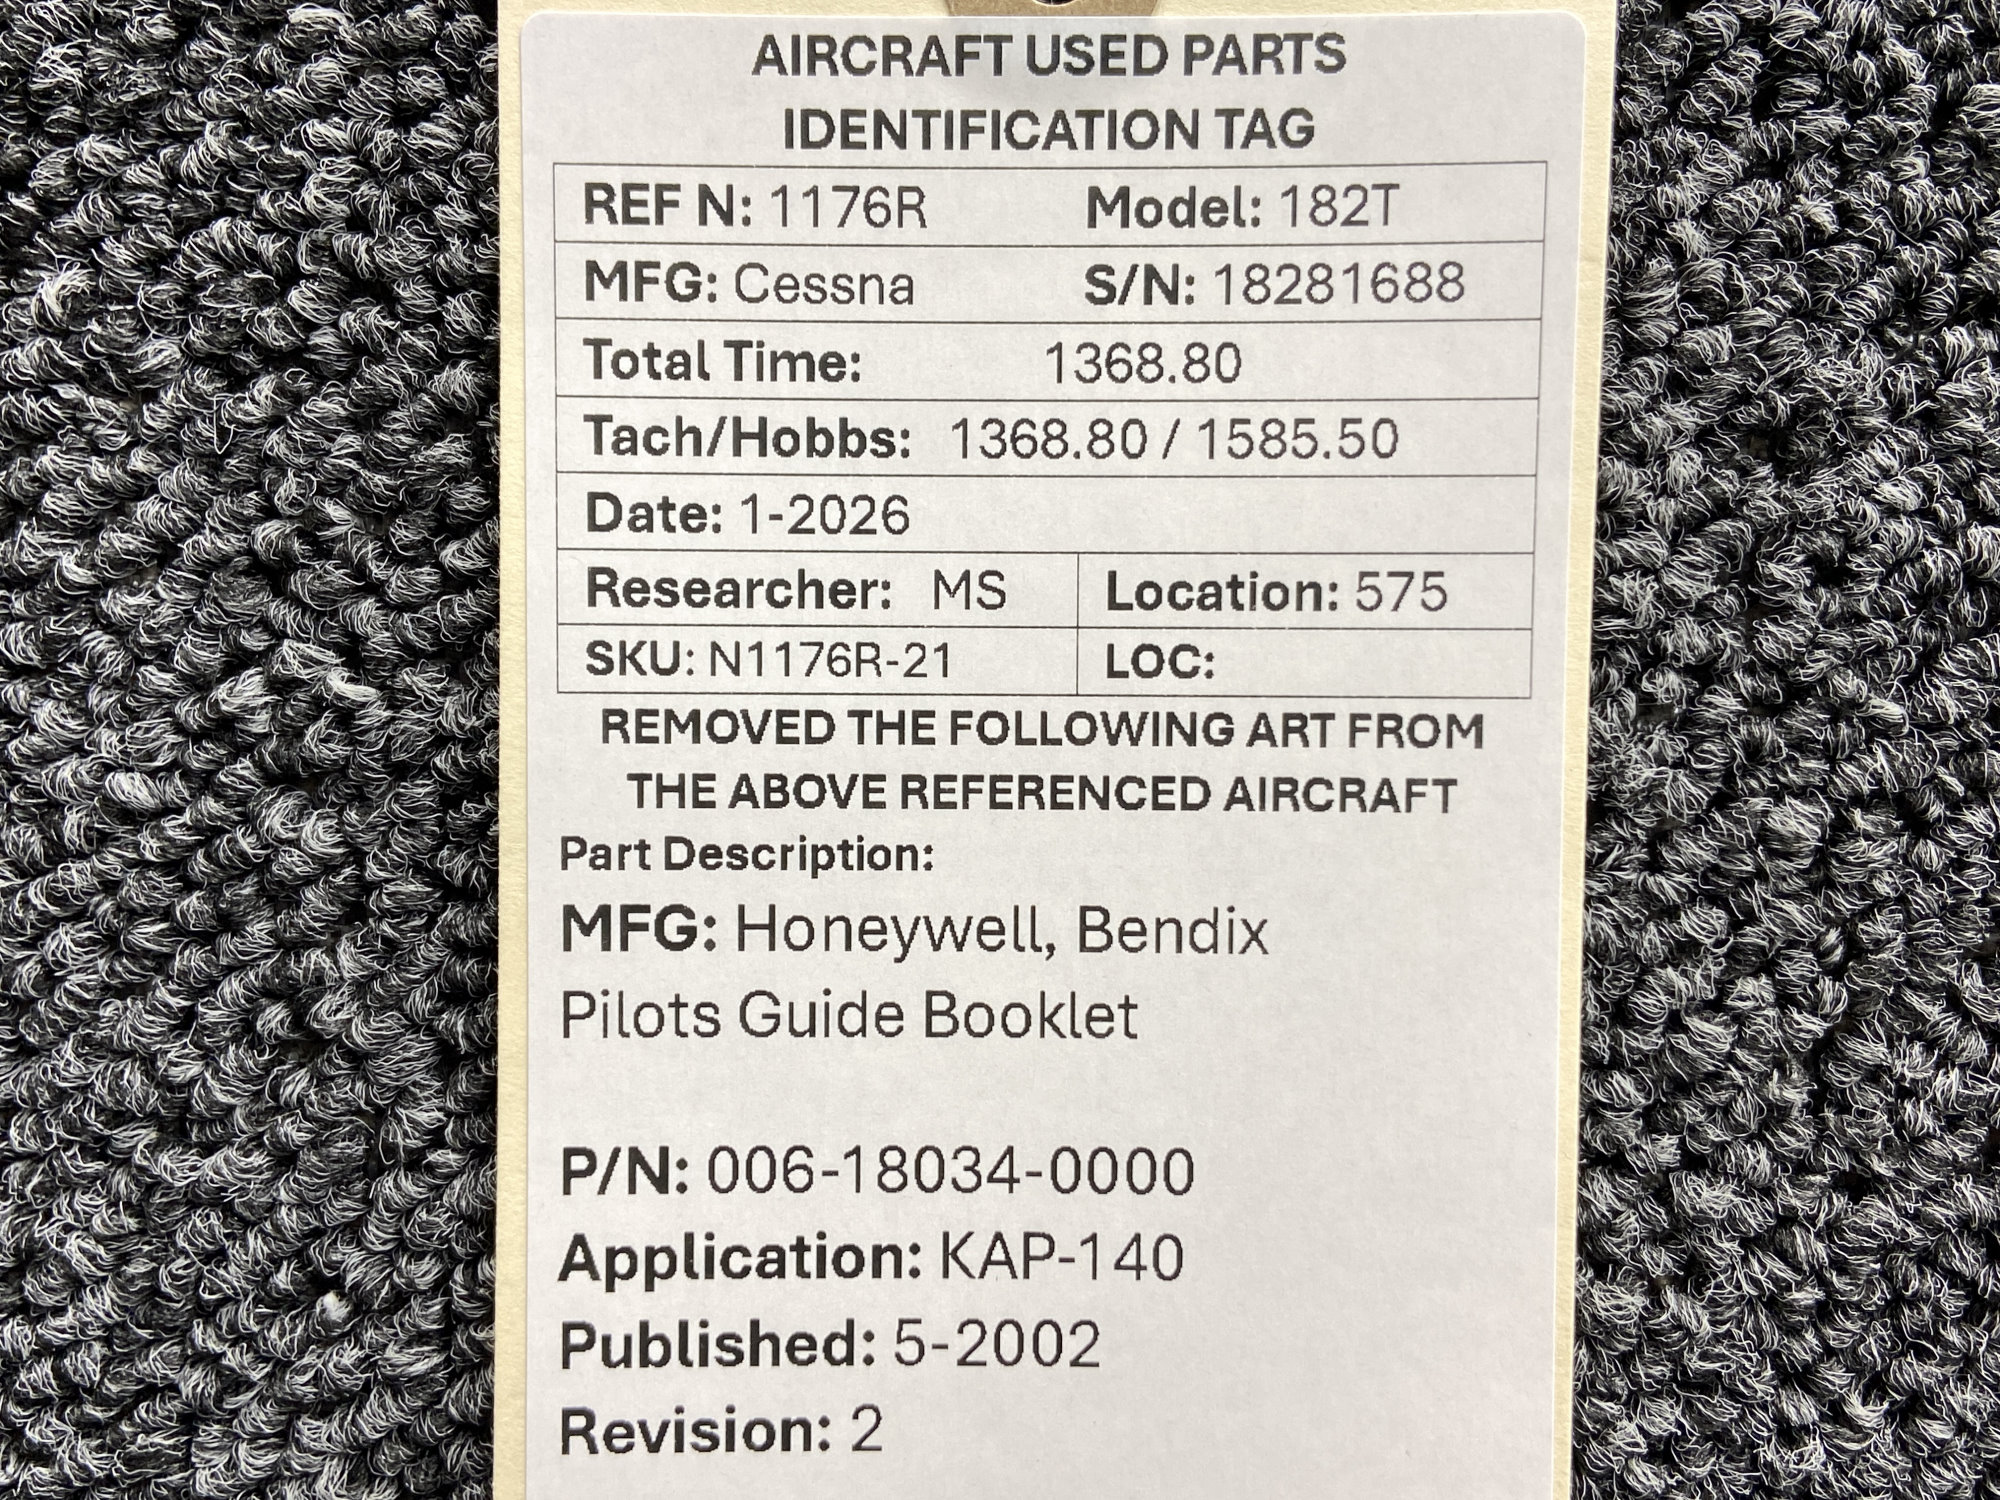 AIRCRAFT USED PARTS
IDENTIFICATION TAG
REF N: 1176R Model: 182T
MFG: Cessna S/N: 18281688
Total Time: 1368.80
Tach/Hobbs: 1368.80 / 1585.50
Date: 1-2026
Researcher: MS Location: 575
SKU: N1176R-21 LOC:
REMOVED THE FOLLOWING ART FROM
THE ABOVE REFERENCED AIRCRAFT
Part Description:
MFG: Honeywell, Bendix
Pilots Guide Booklet
P/N: 006-18034-0000
Application: KAP-140
Published: 5-2002
Revision: 2